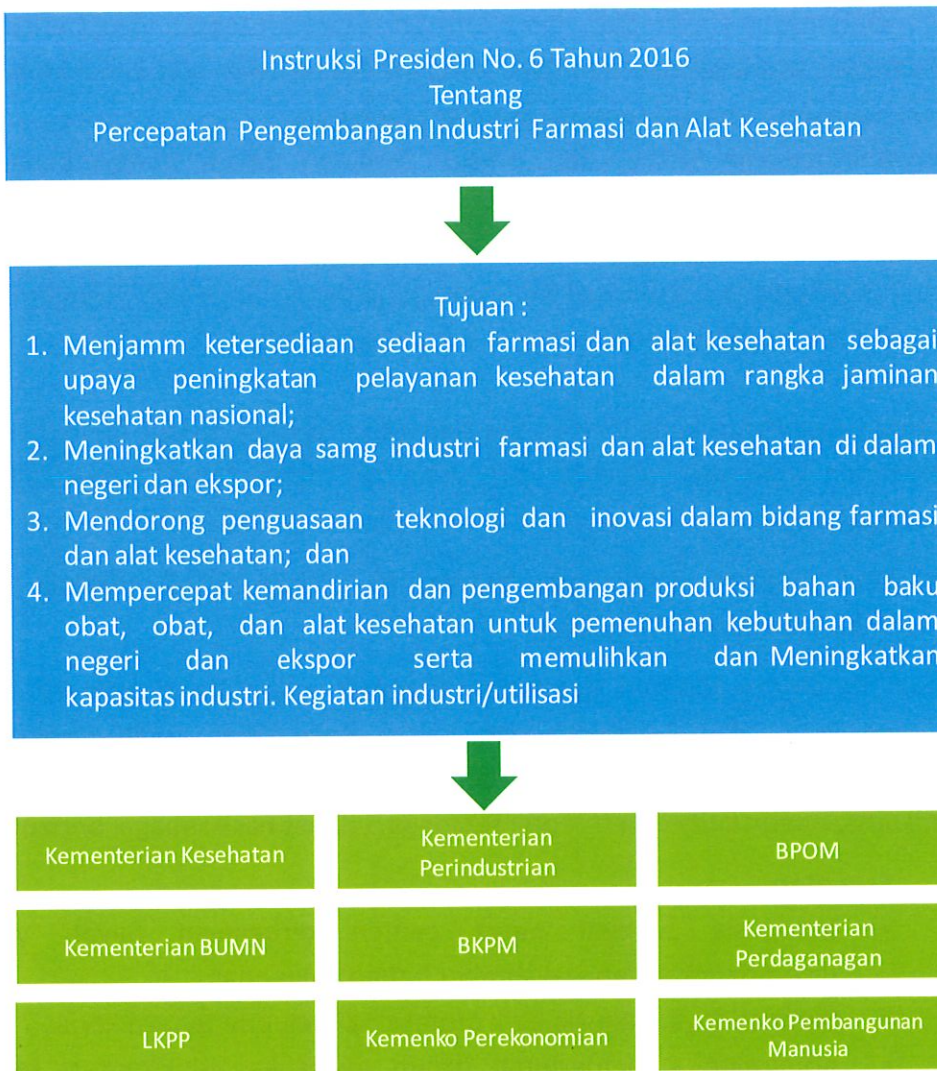 Instruksi Presiden No. 6 Tahun 2016
Tentang
Percepatan Pengembangan Industri Farmasi dan Alat Kesehatan
Tujuan :
1. Menjamm ketersediaan sediaan farmasi dan alat kesehatan sebagai
upaya peningkatan pelayanan kesehatan dalam rangka jaminan
kesehatan nasional;
2. Meningkatkan daya samg industri farmasi dan alat kesehatan di dalam
negeri dan ekspor;
3. Mendorong penguasaan teknologi dan inovasi dalam bidang farmasi
dan alat kesehatan; dan
4. Mempercepat kemandirian dan pengembangan produksi bahan baku
obat, obat, dan alat kesehatan untuk pemenuhan kebutuhan dalam
negeri dan ekspor serta memulihkan dan Meningkatkan
kapasitas industri. Kegiatan industri/utilisasi
Kementerian Kesehatan
Kementerian
Perindustrian
BPOM
Kementerian BUMN
BKPM
Kementerian
Perdaganagan
LKPP
Kemenko Perekonomian
Kemenko Pembangunan
Manusia